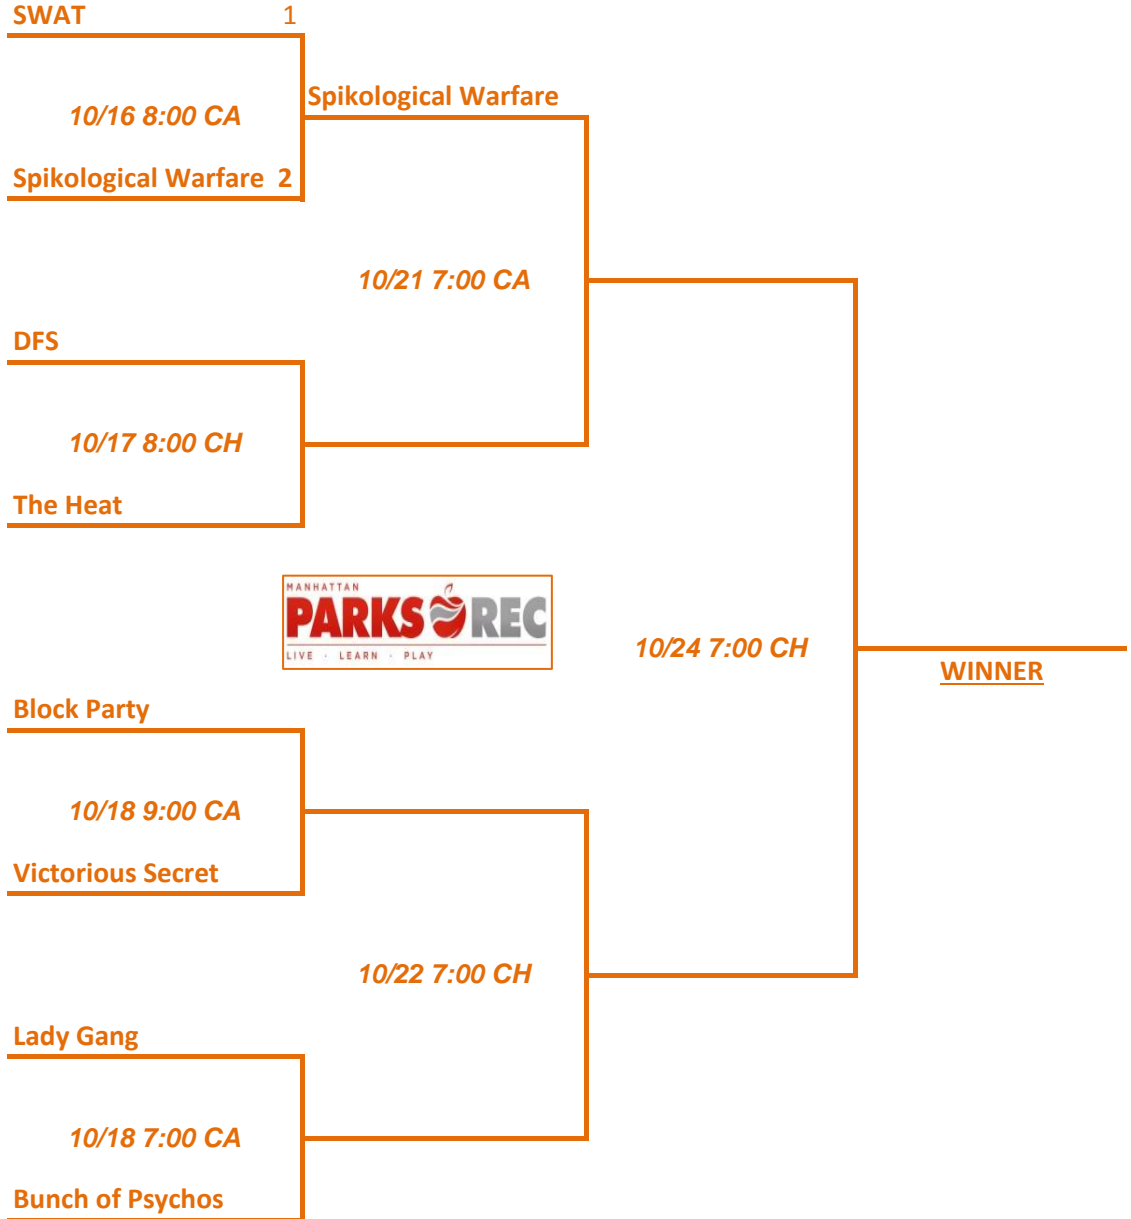 SWAT 1
10/16 8:00 CA
Spikological Warfare
Spikological Warfare 2
10/21 7:00 CA
DFS
10/17 8:00 CH
The Heat
MANHATTAN
PARKS REC
LIVE · LEARN · PLAY
10/24 7:00 CH
WINNER
Block Party
10/18 9:00 CA
Victorious Secret
10/22 7:00 CH
Lady Gang
10/18 7:00 CA
Bunch of Psychos